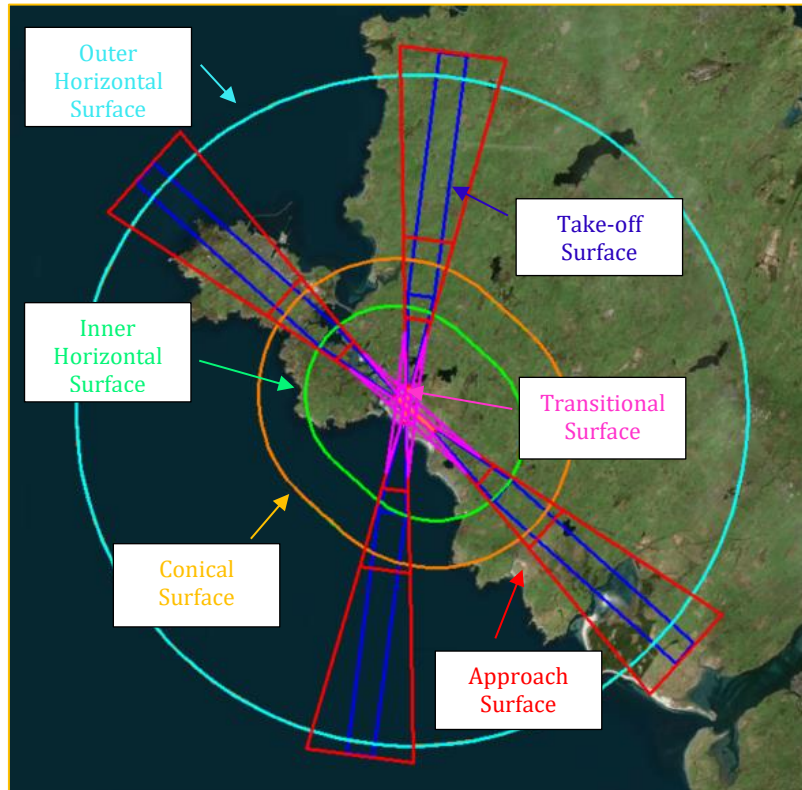 Outer
Horizontal
Surface
Take-off
Surface
Inner
Horizontal
Surface
Transitional
Surface
Conical
Surface
Approach
Surface